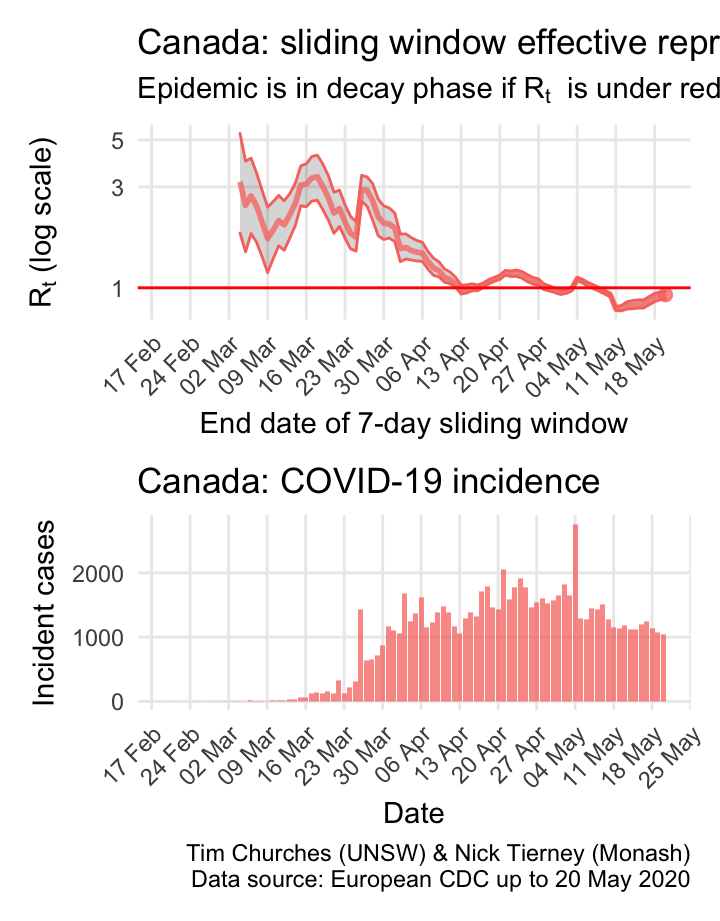 Canada: sliding window effective repr
Epidemic is in decay phase if Rt is under red
Rt (log scale)
5
3
1
17 Feb
24 Feb
02 Mar
09 Mar
16 Mar
23 Mar
30 Mar
06 Apr
13 Apr
20 Apr
27 Apr
04 May
11 May
18 May
End date of 7-day sliding window
Canada: COVID-19 incidence
Incident cases
2000
1000
0
17 Feb
24 Feb
02 Mar
09 Mar
16 Mar
23 Mar
30 Mar
06 Apr
13 Apr
20 Apr
27 Apr
04 May
11 May
18 May
25 May
Date
Tim Churches (UNSW) & Nick Tierney (Monash)
Data source: European CDC up to 20 May 2020